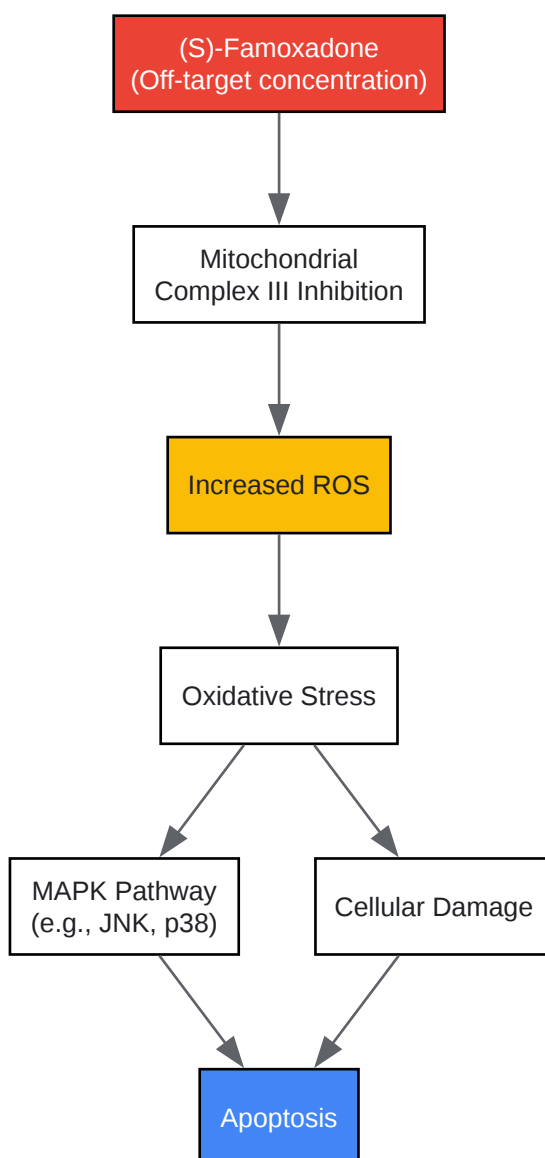 (S)-Famoxadone
(Off-target concentration)
Mitochondrial
Complex III Inhibition
Increased ROS
Oxidative Stress
MAPK Pathway
(e.g., JNK, p38)
Cellular Damage
Apoptosis